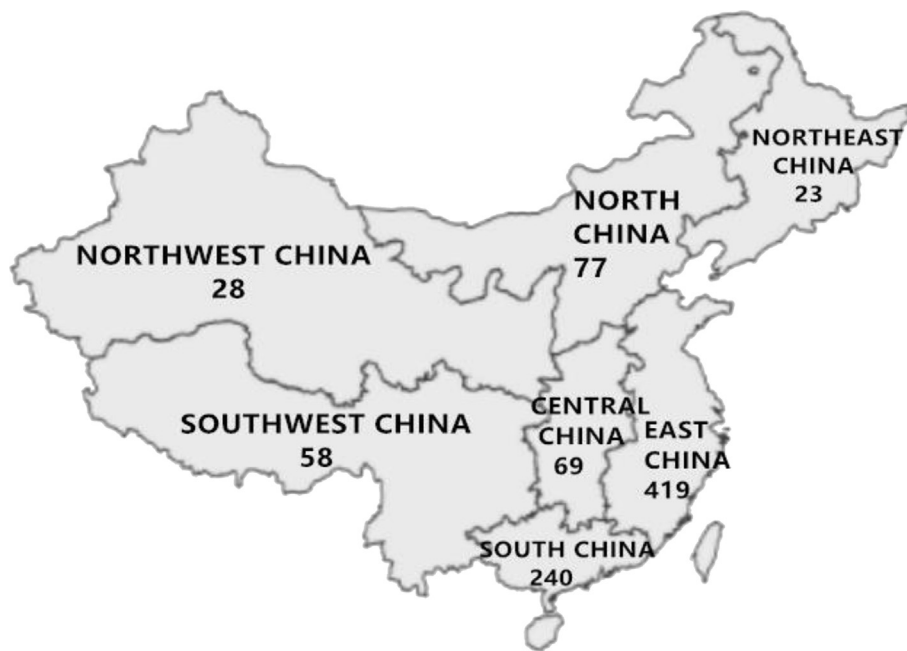 NORTHEAST
CHINA
23
NORTH
CHINA
77
NORTHWEST CHINA
28
SOUTHWEST CHINA
58
CENTRAL
CHINA
69
EAST
CHINA
419
SOUTH CHINA
240